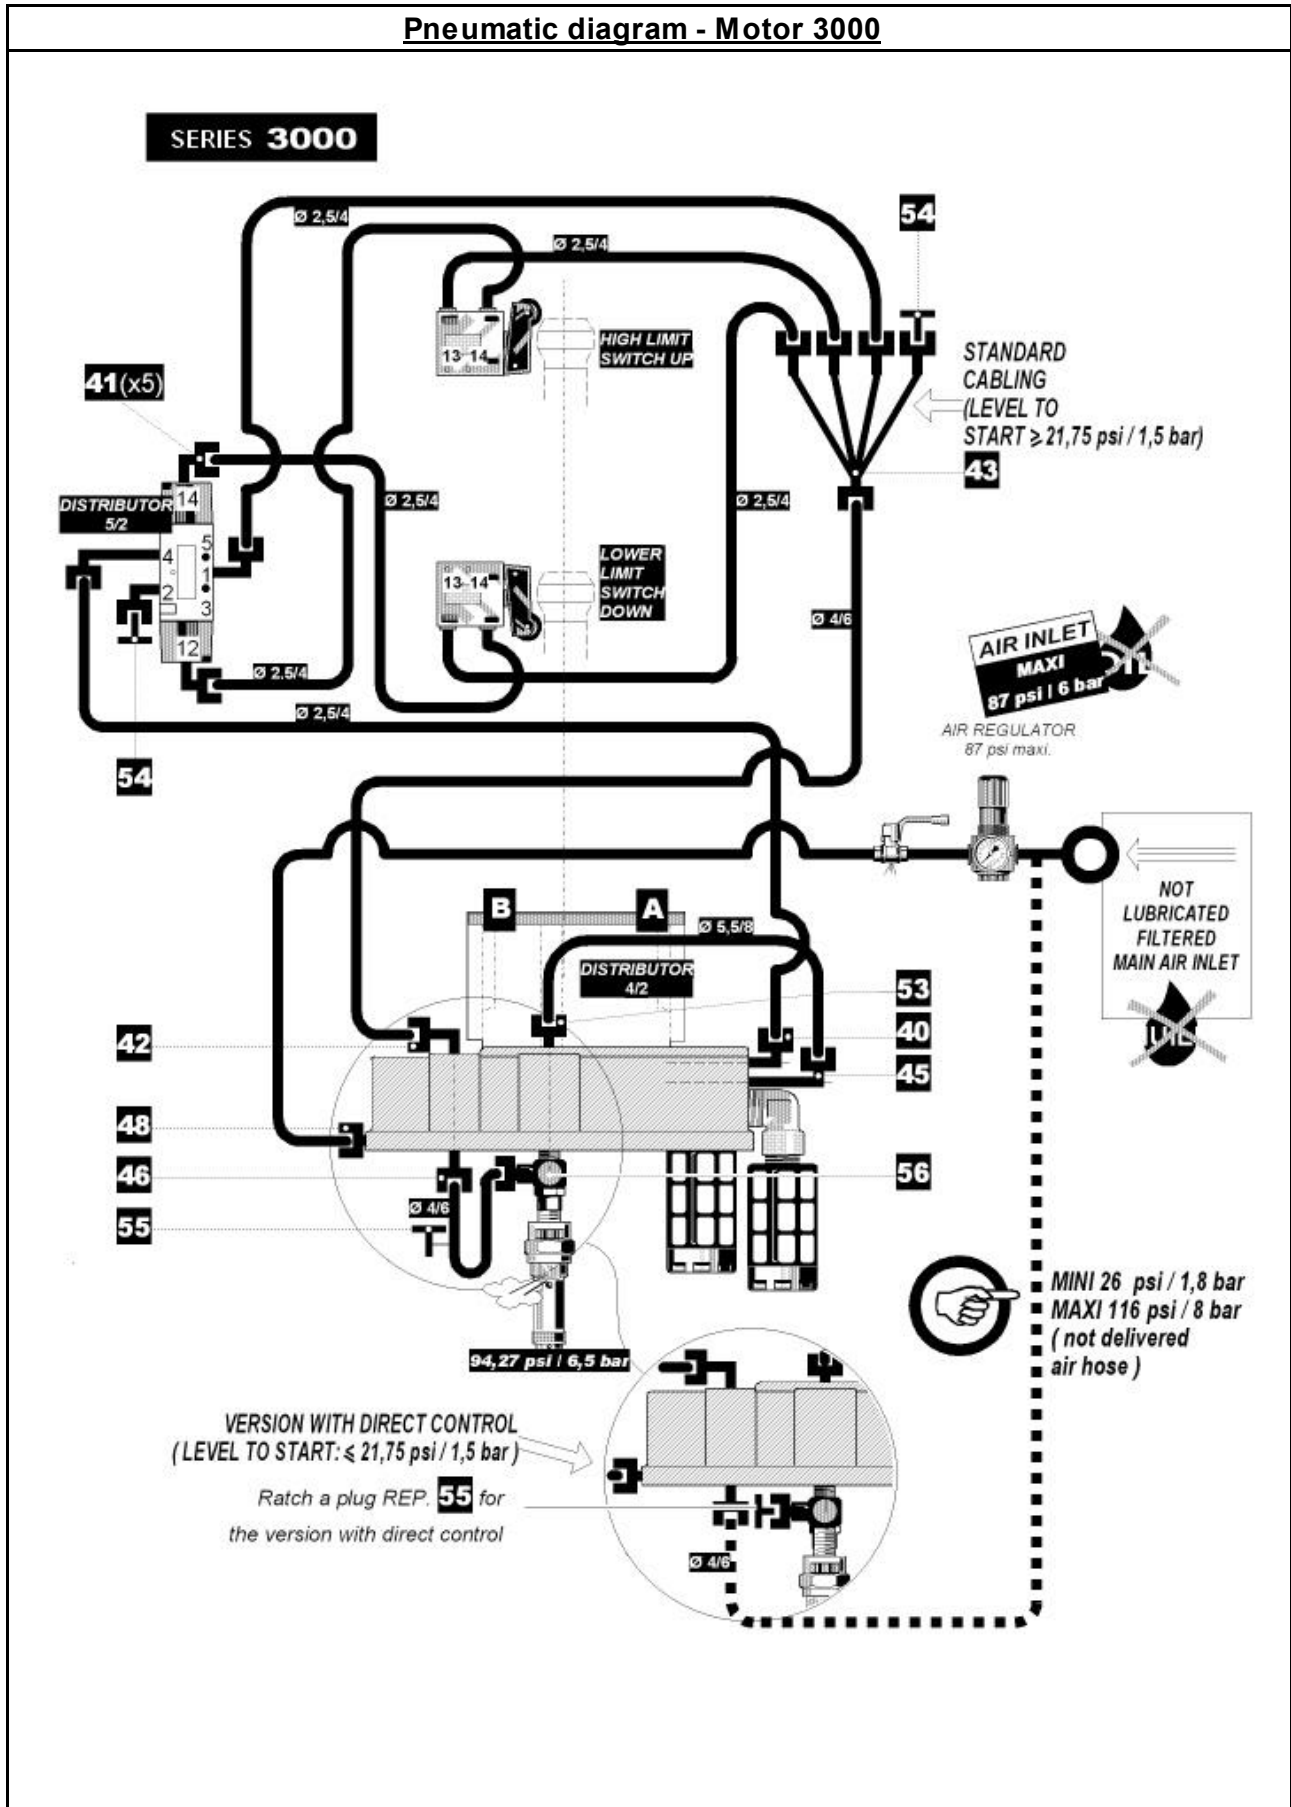 Pneumatic diagram - Motor 3000
SERIES 3000
Ø 2,5/4
Ø 2,5/4
54
HIGH LIMIT
SWITCH UP
13 14
STANDARD
CABLING
(LEVEL TO
START ⩾ 21,75 psi / 1,5 bar)
41(x5)
43
14
DISTRIBUTOR
5/2
Ø 2,5/4
Ø 2,5/4
5
4
1
2
3
12
LOWER
LIMIT
SWITCH
DOWN
13 14
Ø 4/6
AIR INLET
MAXI
87 psi / 6 bar
Ø 2,5/4
Ø 2,5/4
AIR REGULATOR
87 psi maxi.
54
NOT
LUBRICATED
FILTERED
MAIN AIR INLET
B
A
Ø 5,5/8
DISTRIBUTOR
4/2
53
42
40
45
48
46
56
Ø 4/6
55
MINI 26 psi / 1,8 bar
MAXI 116 psi / 8 bar
( not delivered
air hose )
94,27 psi / 6,5 bar
VERSION WITH DIRECT CONTROL
( LEVEL TO START: ⩽ 21,75 psi / 1,5 bar )
Ratch a plug REP. 55 for
the version with direct control
Ø 4/6